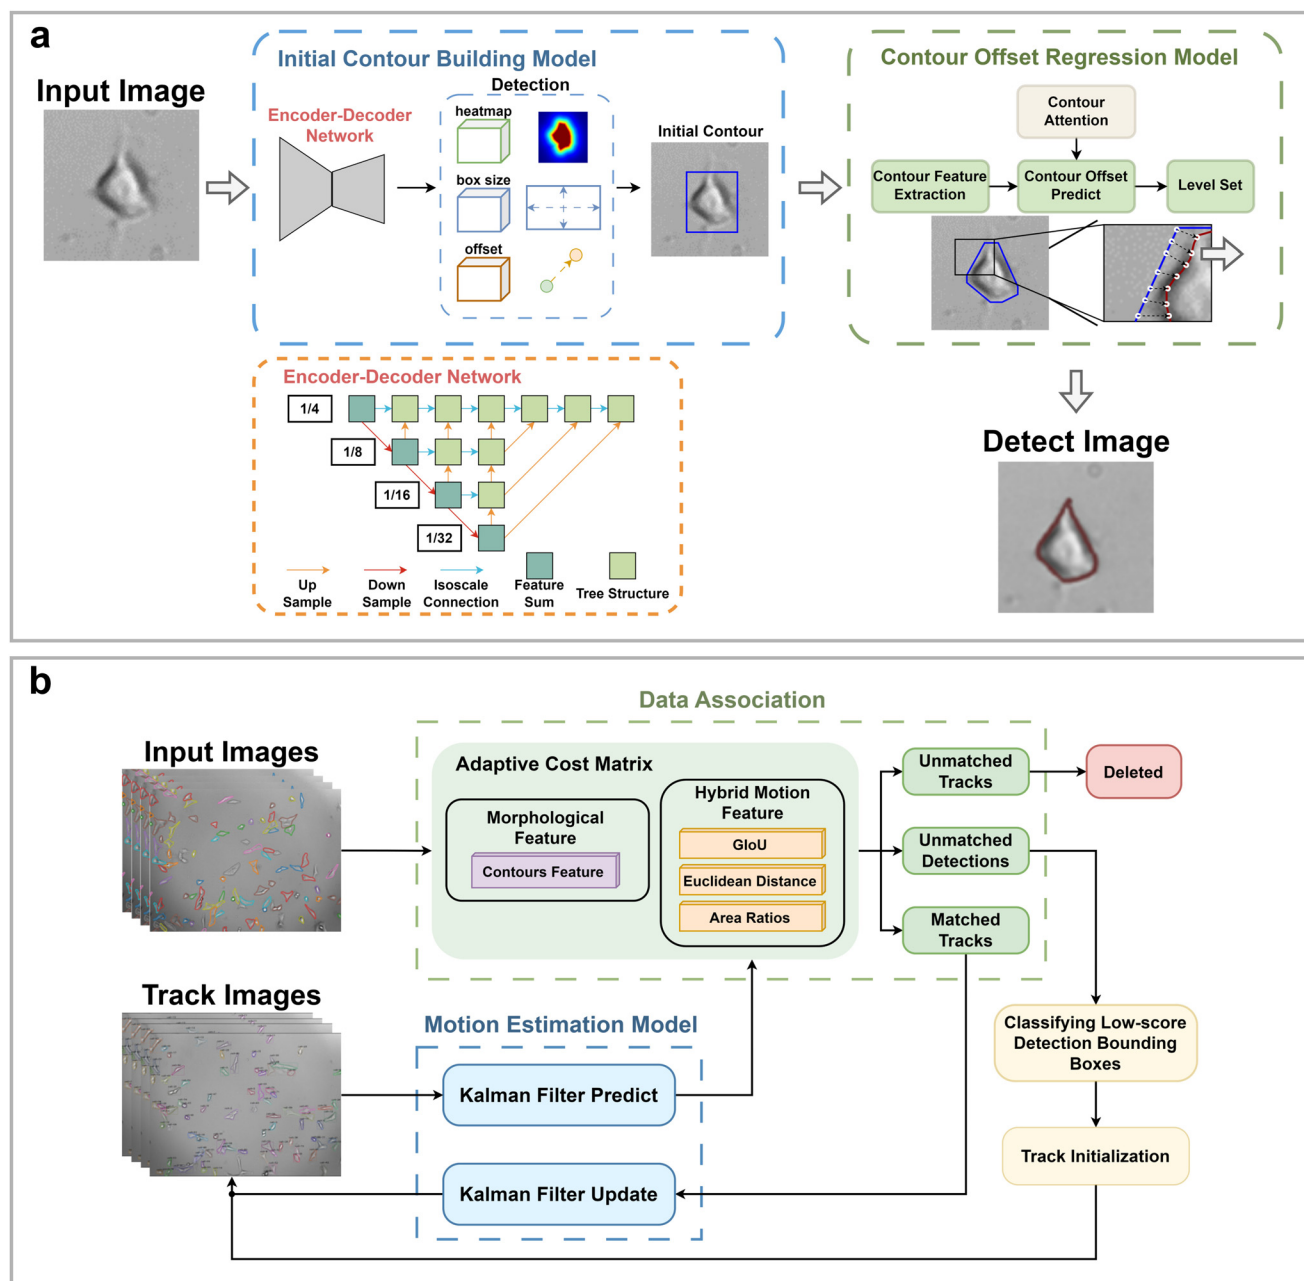 a
Input Image
Initial Contour Building Model
Encoder-Decoder
Network
Detection
heatmap
box size
offset
Initial Contour
Contour Offset Regression Model
Contour
Attention
Contour Feature
Extraction
Contour Offset
Predict
Level Set
Encoder-Decoder Network
1/4
1/8
1/16
1/32
Up
Sample
Down
Sample
Isoscale
Connection
Feature
Sum
Tree Structure
Detect Image
b
Data Association
Input Images
Adaptive Cost Matrix
Morphological
Feature
Contours Feature
Hybrid Motion
Feature
GIoU
Euclidean Distance
Area Ratios
Unmatched
Tracks
Deleted
Unmatched
Detections
Matched
Tracks
Track Images
Motion Estimation Model
Kalman Filter Predict
Kalman Filter Update
Classifying Low-score
Detection Bounding
Boxes
Track Initialization